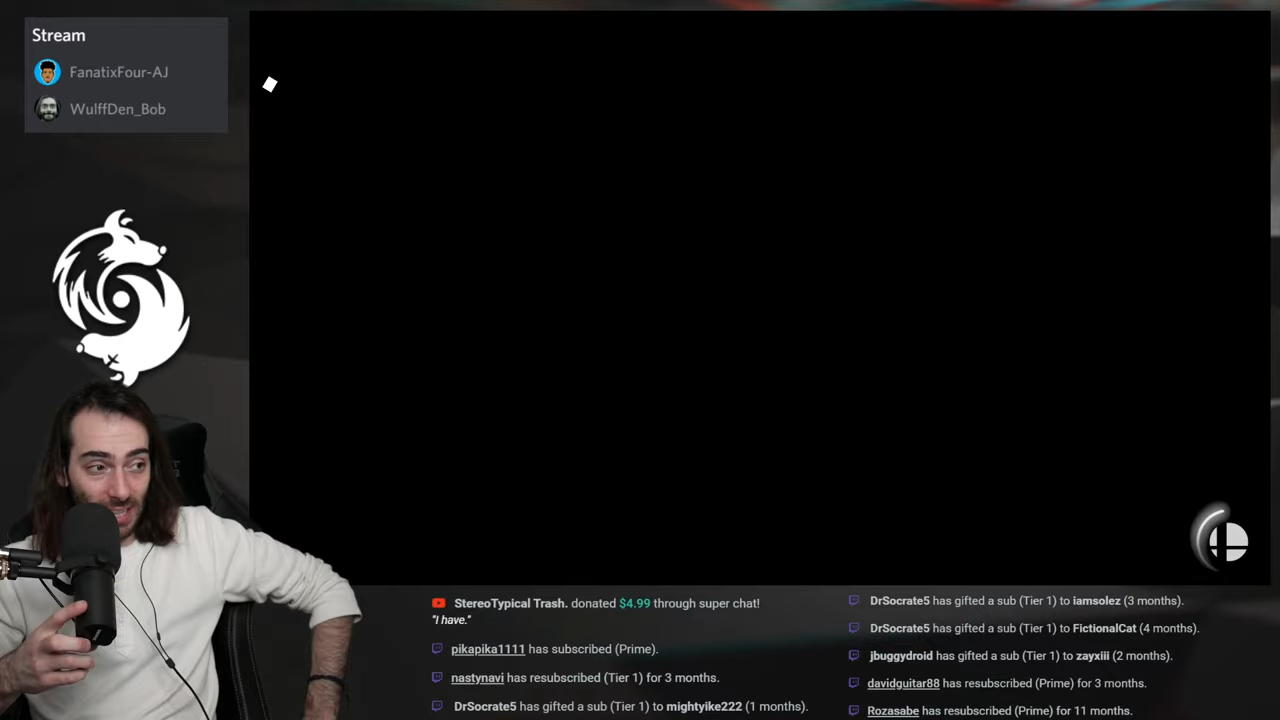 Stream
FanatixFour-AJ
WulffDen_Bob
StereoTypical Trash. donated $4.99 through super chat!
"I have."
pikapika1111 has subscribed (Prime).
nastynavi has resubscribed (Tier 1) for 3 months.
DrSocrate5 has gifted a sub (Tier 1) to mightyike222 (1 months).
DrSocrate5 has gifted a sub (Tier 1) to iamsolez (3 months).
DrSocrate5 has gifted a sub (Tier 1) to FictionalCat (4 months).
jbuggydroid has gifted a sub (Tier 1) to zayxiii (2 months).
davidguitar88 has resubscribed (Prime) for 3 months.
Rozasabe has resubscribed (Prime) for 11 months.